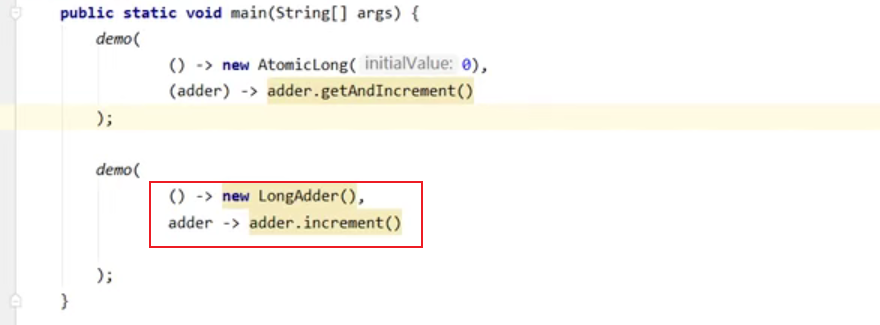 public static void main(String[] args) {
demo(
() -> new AtomicLong( initialValue: 0),
(adder) -> adder.getAndIncrement()
);
demo(
() -> new LongAdder(),
adder -> adder.increment()
);
}